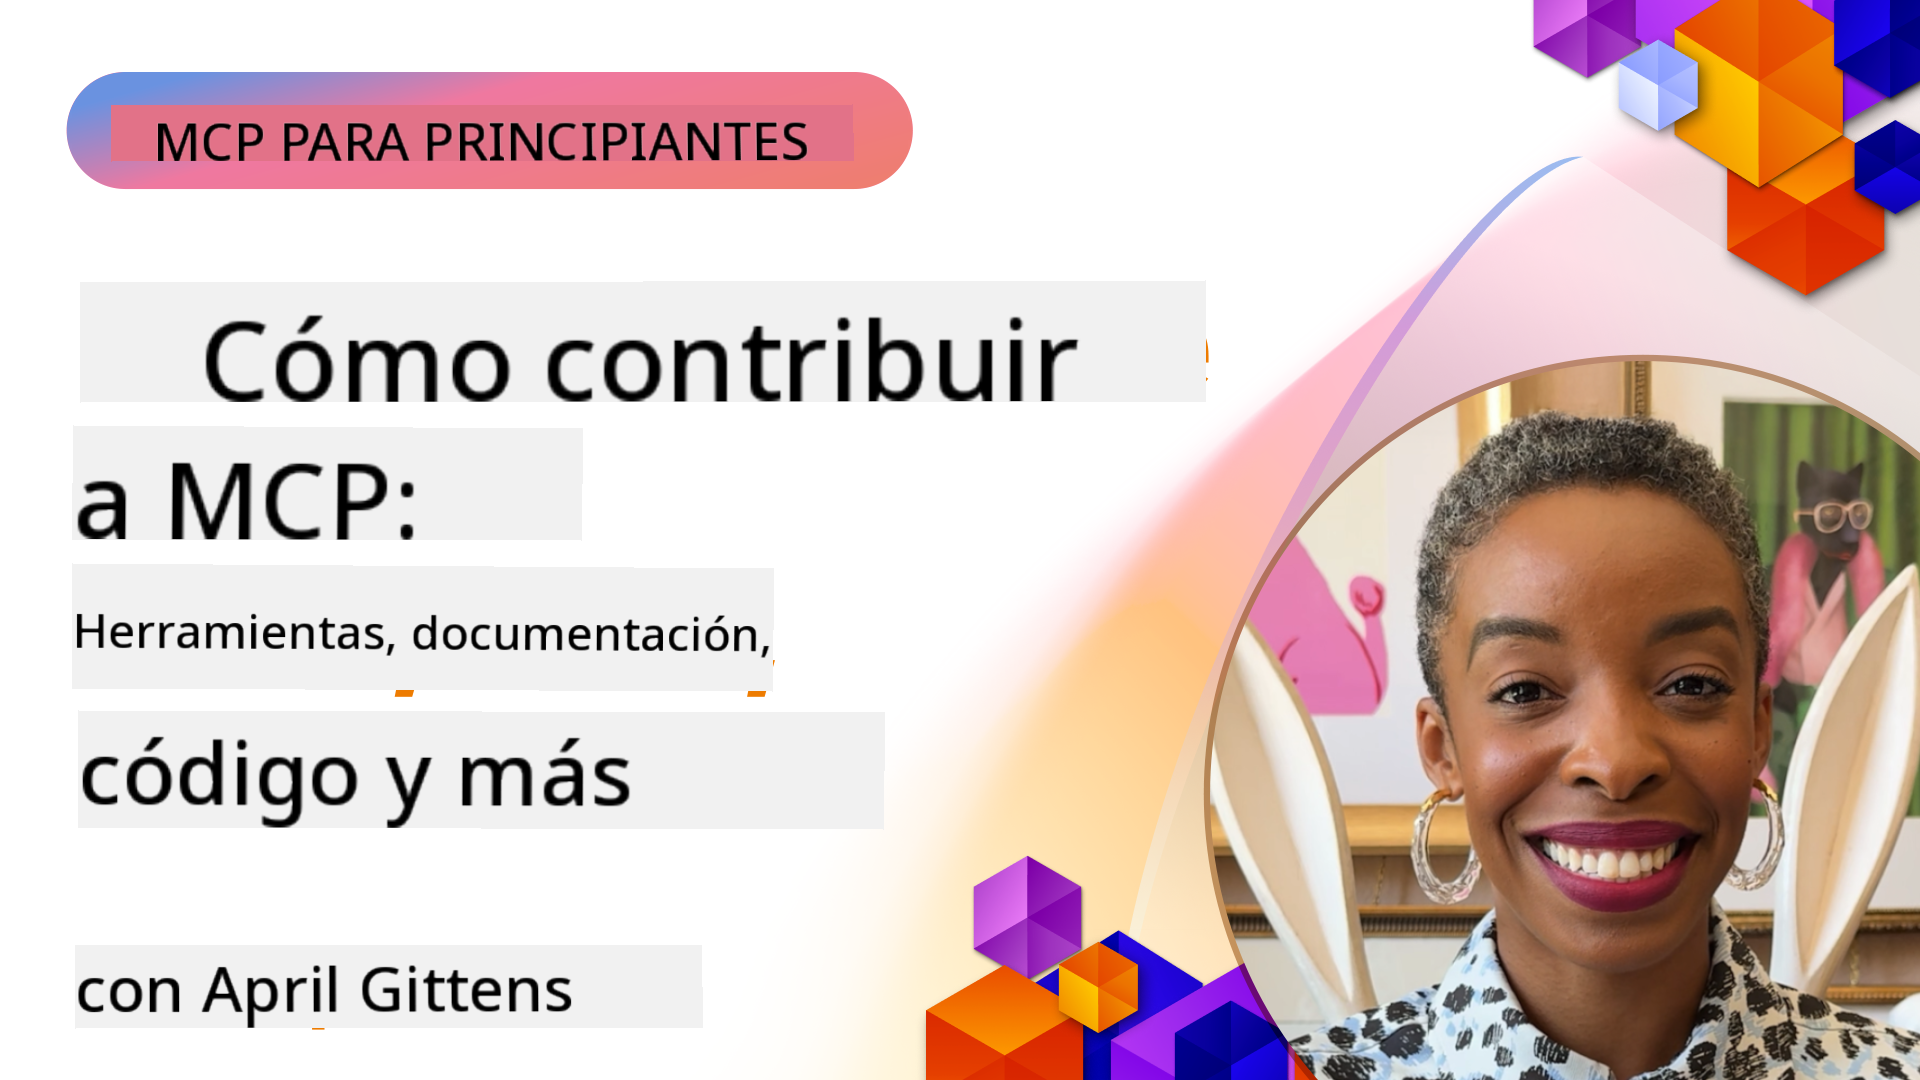 MCP PARA PRINCIPIANTES
Cómo contribuir
a MCP:
Herramientas, documentación,
código y más
con April Gittens